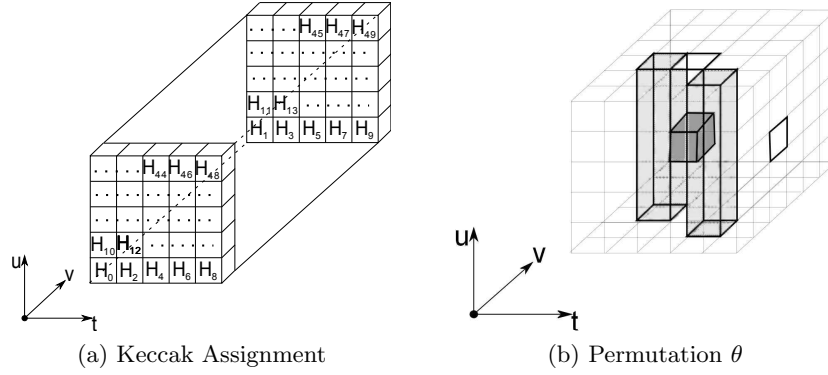 . . . . . H₄₅ H₄₇ H₄₉
. . . . . . . . . . . . . .
. . . . . . . . . . . . . .
H₁₁ H₁₃ . . . . . . . .
H₁ H₃ H₅ H₇ H₉
. . . . . H₄₄ H₄₆ H₄₈
. . . . . . . . . . . . . .
. . . . . . . . . . . . . .
H₁₀ H₁₂ . . . . . . . .
H₀ H₂ H₄ H₆ H₈
u
v
t
(a) Keccak Assignment
u
v
t
(b) Permutation θ